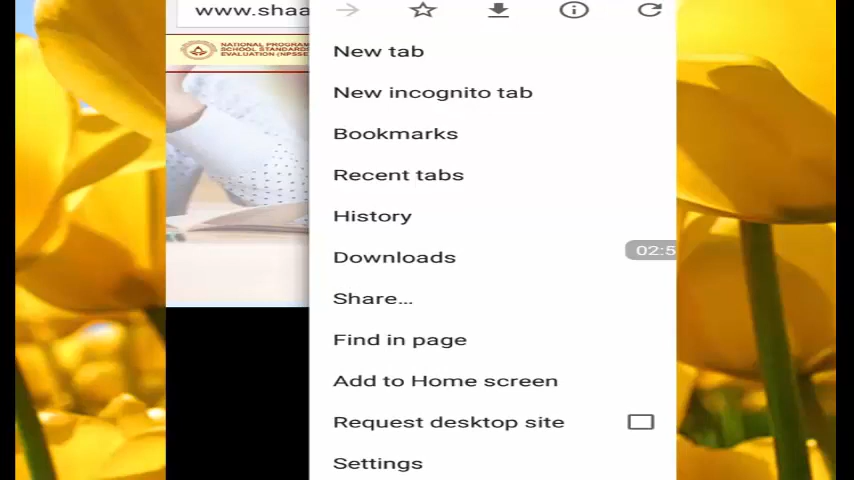 www.shaa
NATIONAL PROGRAM
SCHOOL STANDARDS
EVALUATION (NPSSE
New tab
New incognito tab
Bookmarks
Recent tabs
History
Downloads
02:5
Share...
Find in page
Add to Home screen
Request desktop site
Settings